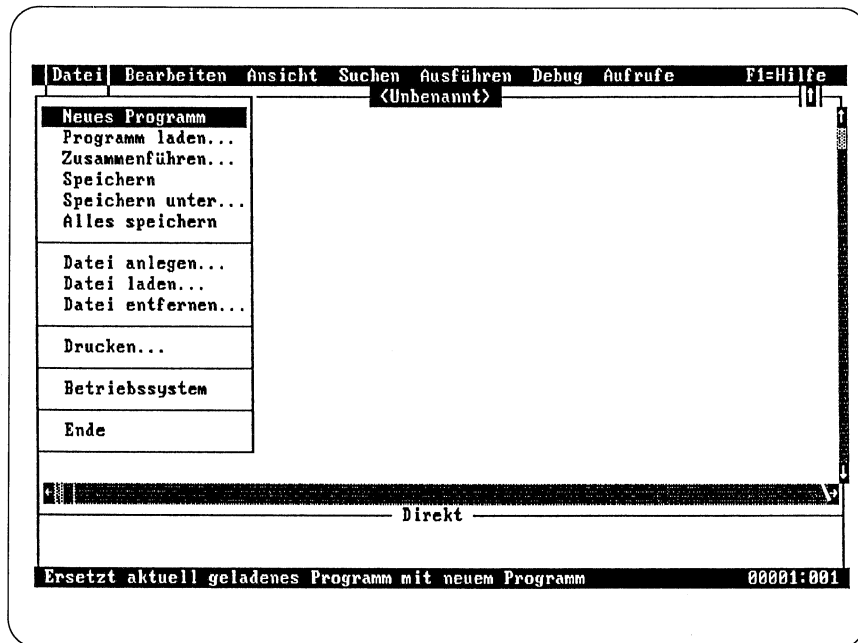 Datei Bearbeiten Ansicht Suchen Ausführen Debug Aufrufe F1=Hilfe
<Unbenannt>
Neues Programm
Programm laden...
Zusammenführen...
Speichern
Speichern unter...
Alles speichern
Datei anlegen...
Datei laden...
Datei entfernen...
Drucken...
Betriebssystem
Ende
Direkt
Ersetzt aktuell geladenes Programm mit neuem Programm 00001:001